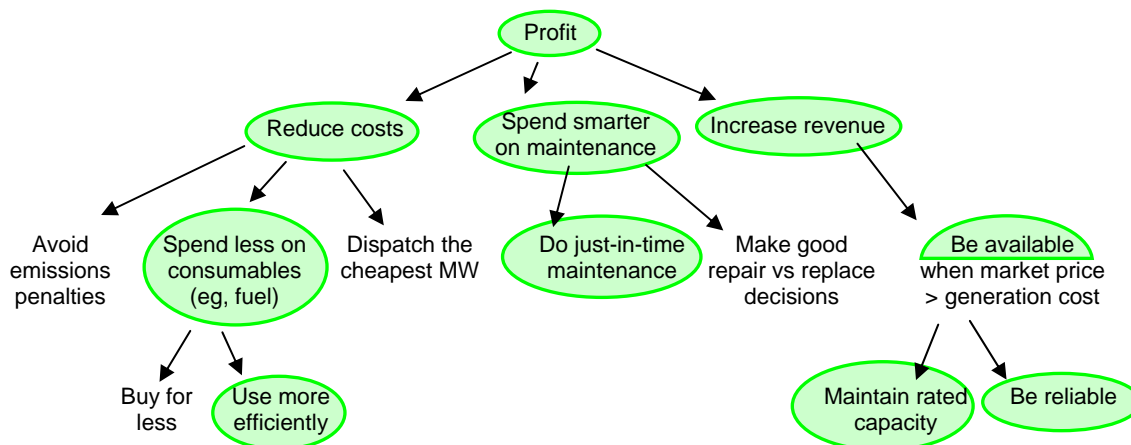 Profit
Reduce costs
Spend smarter
on maintenance
Increase revenue
Avoid
emissions
penalties
Spend less on
consumables
(eg, fuel)
Dispatch the
cheapest MW
Do just-in-time
maintenance
Make good
repair vs replace
decisions
Be available
when market price
> generation cost
Buy for
less
Use more
efficiently
Maintain rated
capacity
Be reliable